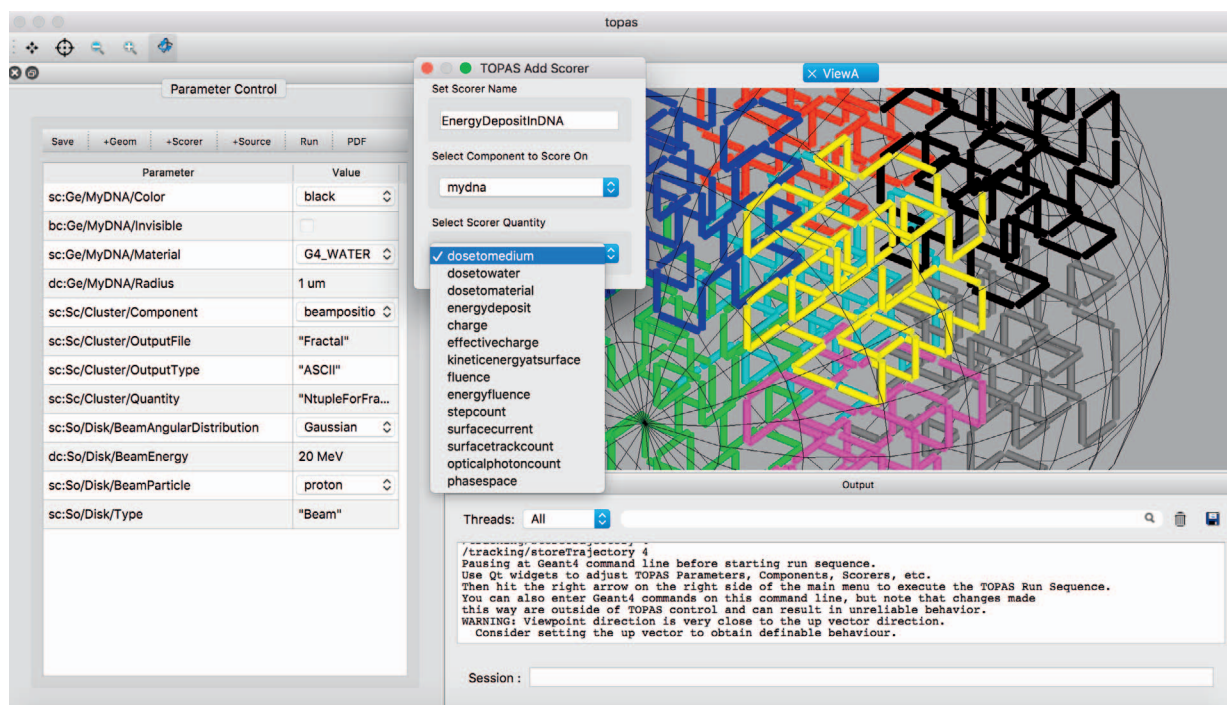 topas
Parameter Control
Save +Geom +Scorer +Source Run PDF
Parameter Value
sc:Ge/MyDNA/Color black
bc:Ge/MyDNA/Invisible
sc:Ge/MyDNA/Material G4_WATER
dc:Ge/MyDNA/Radius 1 um
sc:Sc/Cluster/Component beampositio
sc:Sc/Cluster/OutputFile "Fractal"
sc:Sc/Cluster/OutputType "ASCII"
sc:Sc/Cluster/Quantity "NtupleForFra...
sc:So/Disk/BeamAngularDistribution Gaussian
dc:So/Disk/BeamEnergy 20 MeV
sc:So/Disk/BeamParticle proton
sc:So/Disk/Type "Beam"
TOPAS Add Scorer
Set Scorer Name
EnergyDepositInDNA
Select Component to Score On
mydna
Select Scorer Quantity
✓ dosetomedium
dosetowater
dosetomaterial
energydeposit
charge
effectivecharge
kineticenergyatsurface
fluence
energyfluence
stepcount
surfacecurrent
surfacetrackcount
opticalphotoncount
phasespace
× ViewA
Output
Threads: All
/tracking/storeTrajectory 4
Pausing at Geant4 command line before starting run sequence.
Use Qt widgets to adjust TOPAS Parameters, Components, Scorers, etc.
Then hit the right arrow on the right side of the main menu to execute the TOPAS Run Sequence.
You can also enter Geant4 commands on this command line, but note that changes made
this way are outside of TOPAS control and can result in unreliable behavior.
WARNING: Viewpoint direction is very close to the up vector direction.
Consider setting the up vector to obtain definable behaviour.
Session :